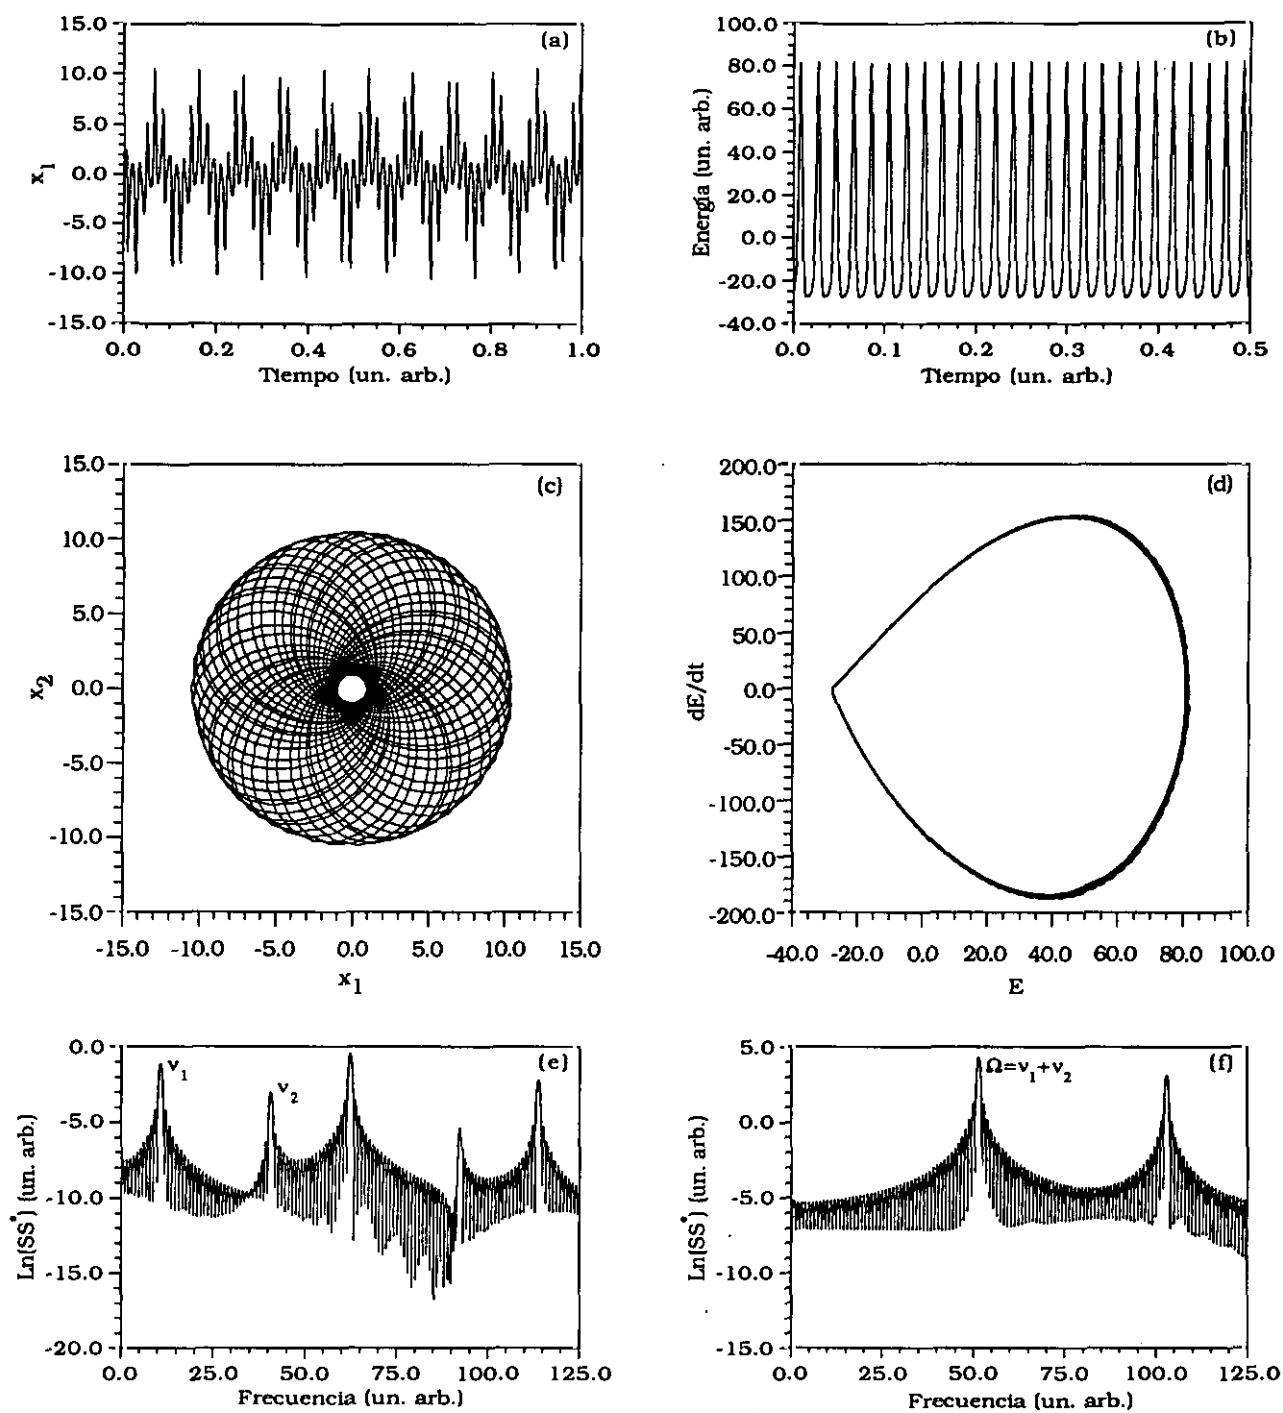 (a)
15.0
10.0
5.0
0.0
-5.0
-10.0
-15.0
x1
0.0 0.2 0.4 0.6 0.8 1.0
Tiempo (un. arb.)
(b)
100.0
80.0
60.0
40.0
20.0
0.0
-20.0
-40.0
Energía (un. arb.)
0.0 0.1 0.2 0.3 0.4 0.5
Tiempo (un. arb.)
(c)
15.0
10.0
5.0
0.0
-5.0
-10.0
-15.0
x2
-15.0 -10.0 -5.0 0.0 5.0 10.0 15.0
x1
(d)
200.0
150.0
100.0
50.0
0.0
-50.0
-100.0
-150.0
-200.0
dE/dt
-40.0 -20.0 0.0 20.0 40.0 60.0 80.0 100.0
E
(e)
ν1
ν2
0.0
-5.0
-10.0
-15.0
-20.0
Ln(SS*) (un. arb.)
0.0 25.0 50.0 75.0 100.0 125.0
Frecuencia (un. arb.)
(f)
Ω=ν1+ν2
5.0
0.0
-5.0
-10.0
-15.0
Ln(SS*) (un. arb.)
0.0 25.0 50.0 75.0 100.0 125.0
Frecuencia (un. arb.)